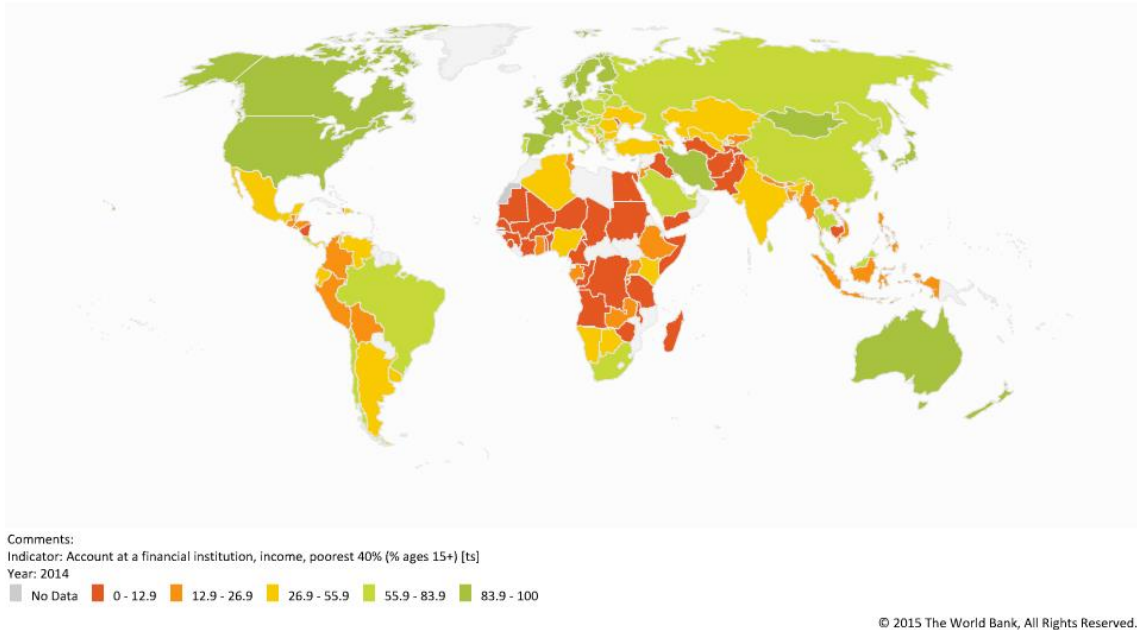 Comments:
Indicator: Account at a financial institution, income, poorest 40% (% ages 15+) [ts]
Year: 2014
No Data 0 - 12.9 12.9 - 26.9 26.9 - 55.9 55.9 - 83.9 83.9 - 100
© 2015 The World Bank, All Rights Reserved.